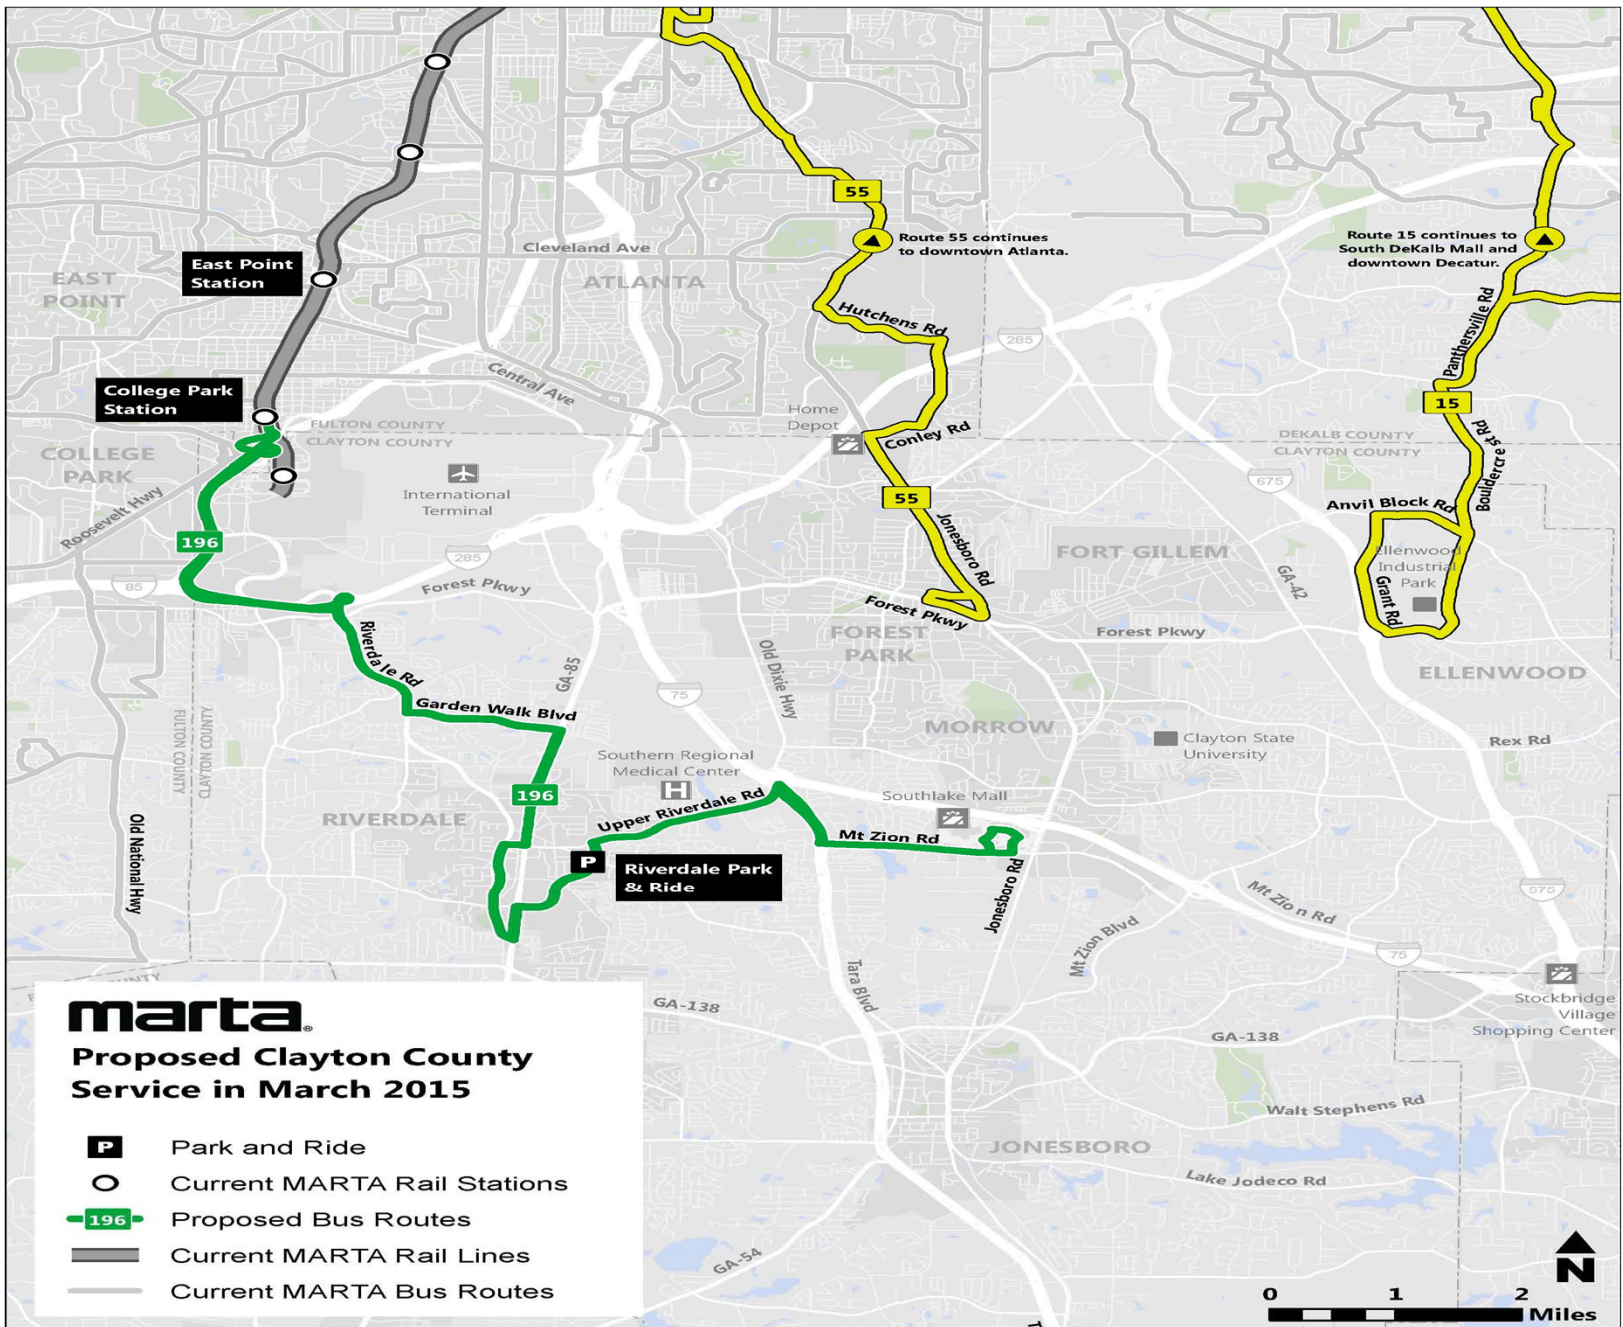 55
Route 55 continues
to downtown Atlanta.
Route 15 continues to
South DeKalb Mall and
downtown Decatur.
Cleveland Ave
EAST
POINT
East Point
Station
ATLANTA
Hutchens Rd
285
Panthersville Rd
Central Ave
College Park
Station
15
Home
Depot
FULTON COUNTY
CLAYTON COUNTY
Conley Rd
DEKALB COUNTY
CLAYTON COUNTY
Bouldercrest Rd
COLLEGE
PARK
International
Terminal
675
55
Anvil Block Rd
Roosevelt Hwy
Jonesboro Rd
196
285
FORT GILLEM
Ellenwood
Industrial
Park
85
Forest Pkwy
GA-42
Grant Rd
Forest Pkwy
FOREST
PARK
Forest Pkwy
Riverdale Rd
Old Dixie Hwy
GA-85
ELLENWOOD
75
Garden Walk Blvd
FULTON COUNTY
CLAYTON COUNTY
MORROW
Clayton State
University
Rex Rd
Southern Regional
Medical Center
H
196
Southlake Mall
Upper Riverdale Rd
RIVERDALE
Old National Hwy
Mt Zion Rd
P
Riverdale Park
& Ride
Jonesboro Rd
Mt Zion Rd
675
Mt Zion Blvd
75
Tara Blvd
GA-138
Stockbridge
Village
Shopping Center
GA-138
marta®
Proposed Clayton County
Service in March 2015
Walt Stephens Rd
JONESBORO
Lake Jodeco Rd
P Park and Ride
Current MARTA Rail Stations
196 Proposed Bus Routes
Current MARTA Rail Lines
Current MARTA Bus Routes
GA-54
N
0 1 2
Miles